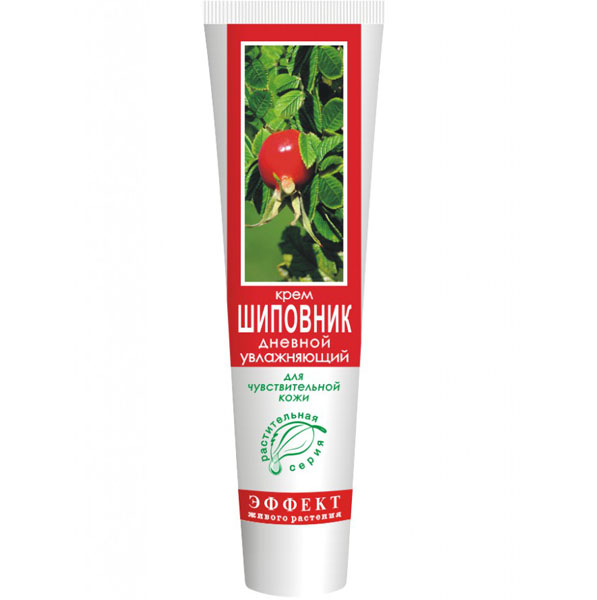 крем
ШИПОВНИК
дневной
увлажняющий
для
чувствительной
кожи
растительная
серия
ЭФФЕКТ
живого растения